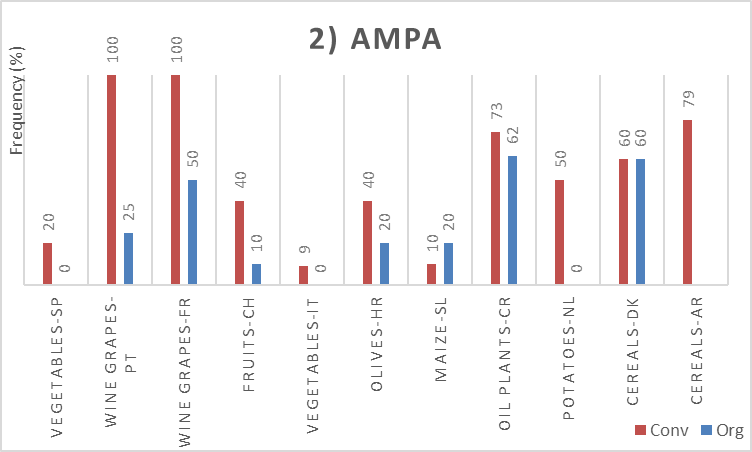 2) AMPA
Frequency (%)
20
0
100
25
100
50
40
10
9
0
40
20
10
20
73
62
50
0
60
60
79
VEGETABLES-SP
WINE GRAPES-
PT
WINE GRAPES-FR
FRUITS-CH
VEGETABLES-IT
OLIVES-HR
MAIZE-SL
OIL PLANTS-CR
POTATOES-NL
CEREALS-DK
CEREALS-AR
Conv Org